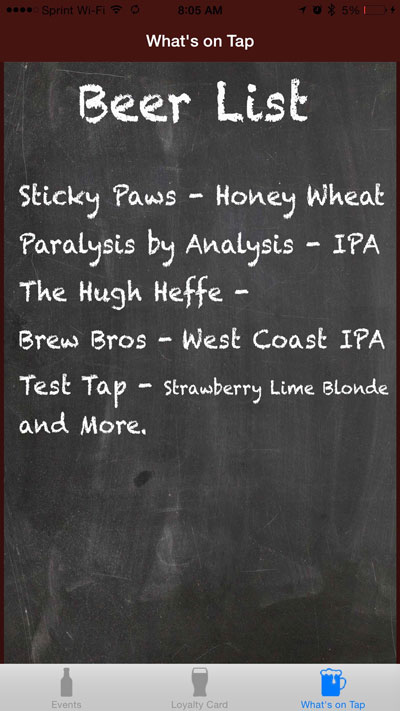 Sprint Wi-Fi 8:05 AM 5%
What's on Tap
Beer List
Sticky Paws - Honey Wheat
Paralysis by Analysis - IPA
The Hugh Heffe -
Brew Bros - West Coast IPA
Test Tap - Strawberry Lime Blonde
and More.
Events Loyalty Card What's on Tap